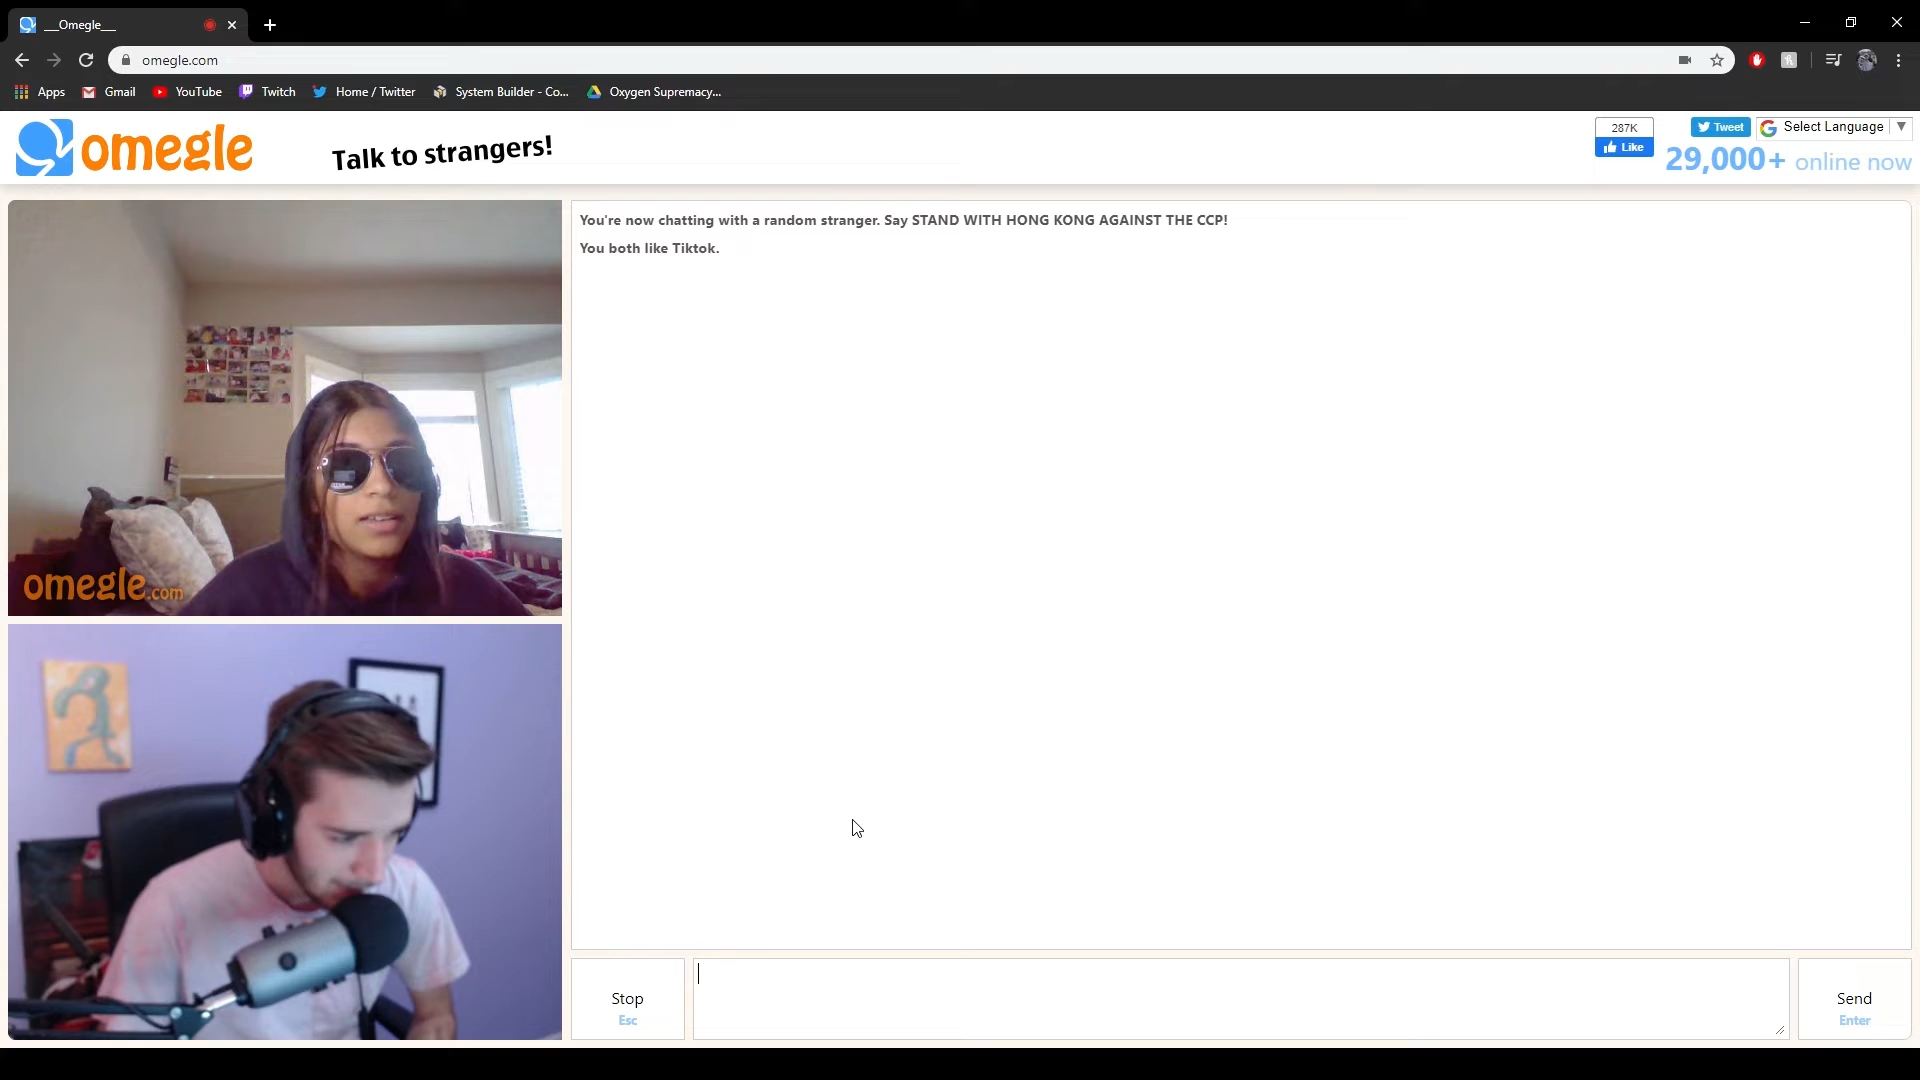 __Omegle__
omegle.com
Apps
Gmail
YouTube
Twitch
Home / Twitter
System Builder - Co...
Oxygen Supremacy...
omegle
Talk to strangers!
287K
Like
Tweet
Select Language
29,000+ online now
You're now chatting with a random stranger. Say STAND WITH HONG KONG AGAINST THE CCP!
You both like Tiktok.
omegle.com
Stop
Esc
Send
Enter